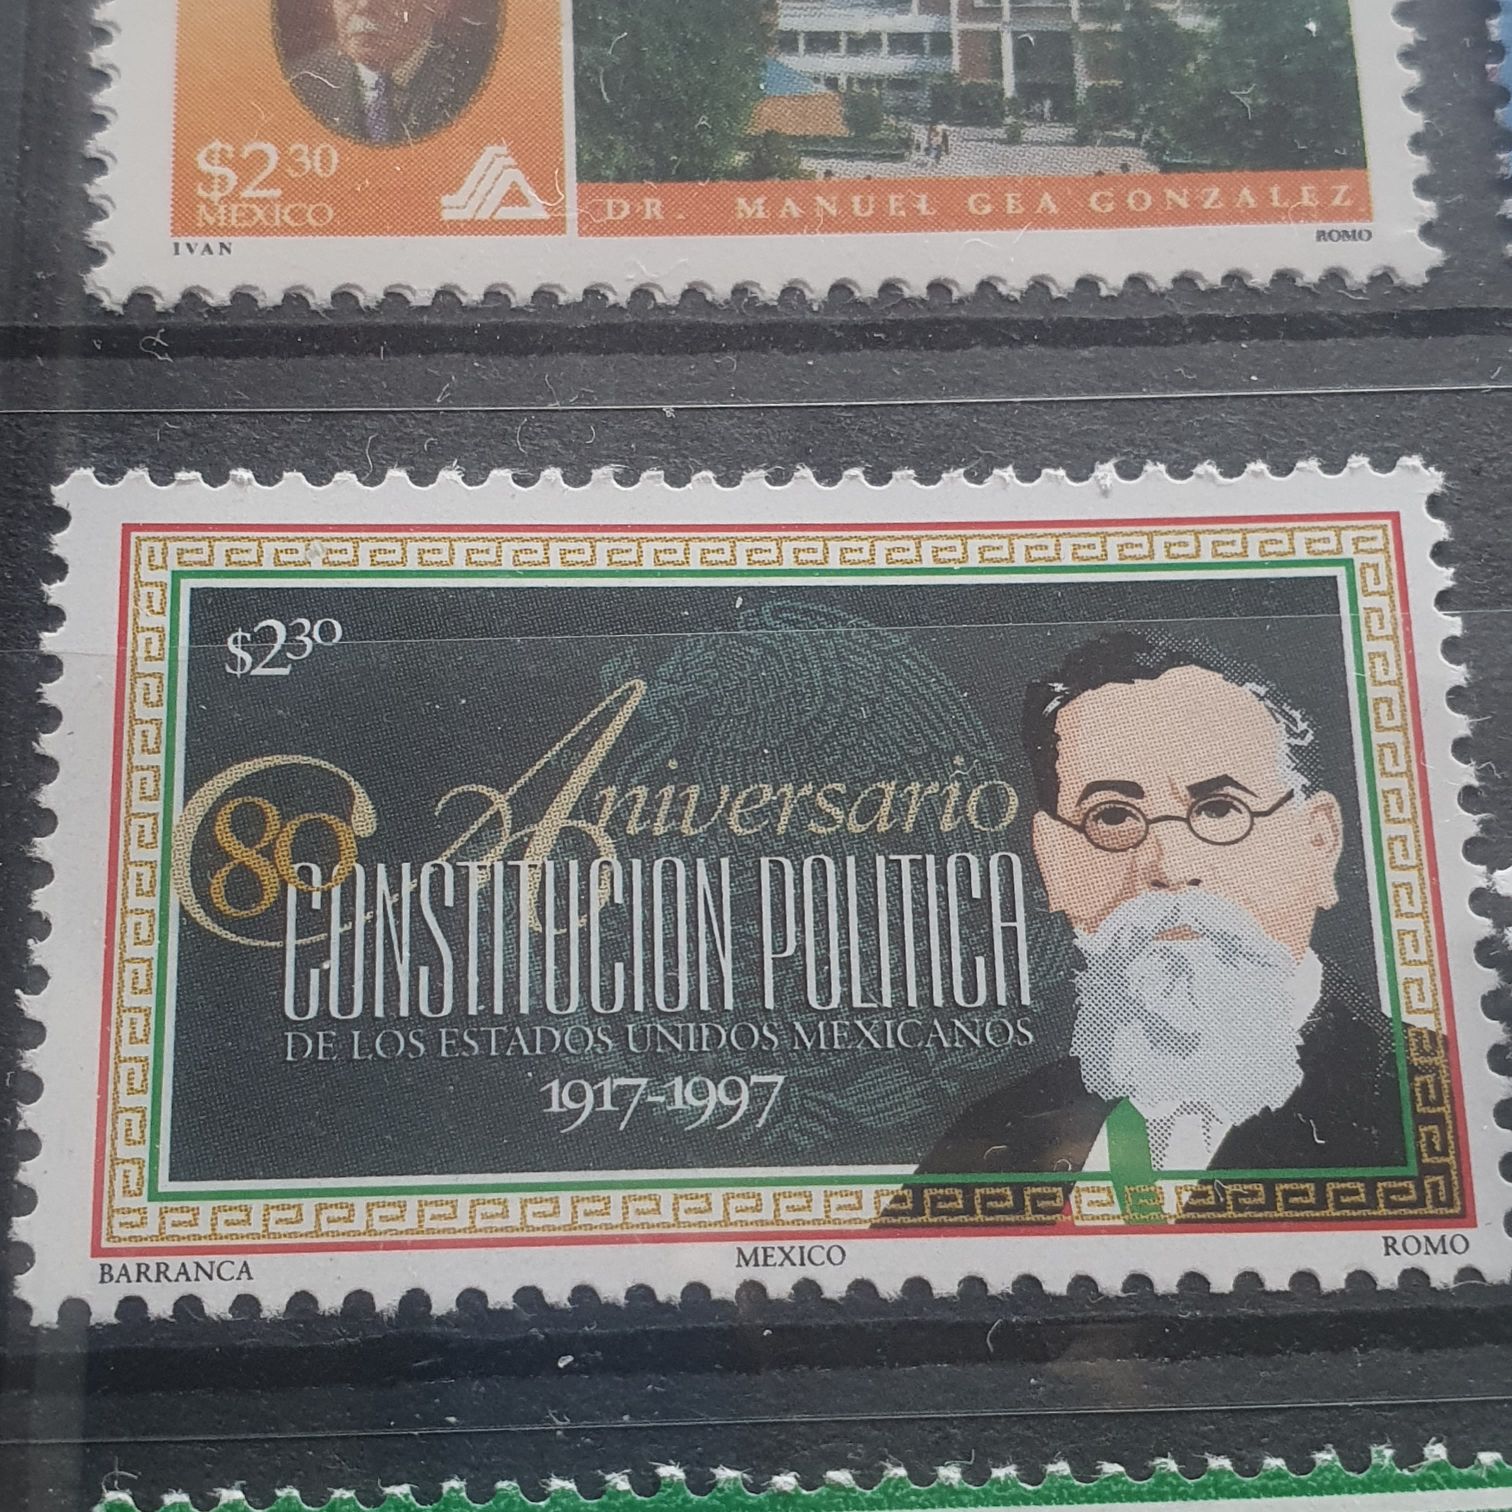 $2.30
MEXICO
DR. MANUEL GEA GONZALEZ
IVAN
ROMO
$2.30
80 Aniversario
CONSTITUCION POLITICA
DE LOS ESTADOS UNIDOS MEXICANOS
1917-1997
BARRANCA
MEXICO
ROMO